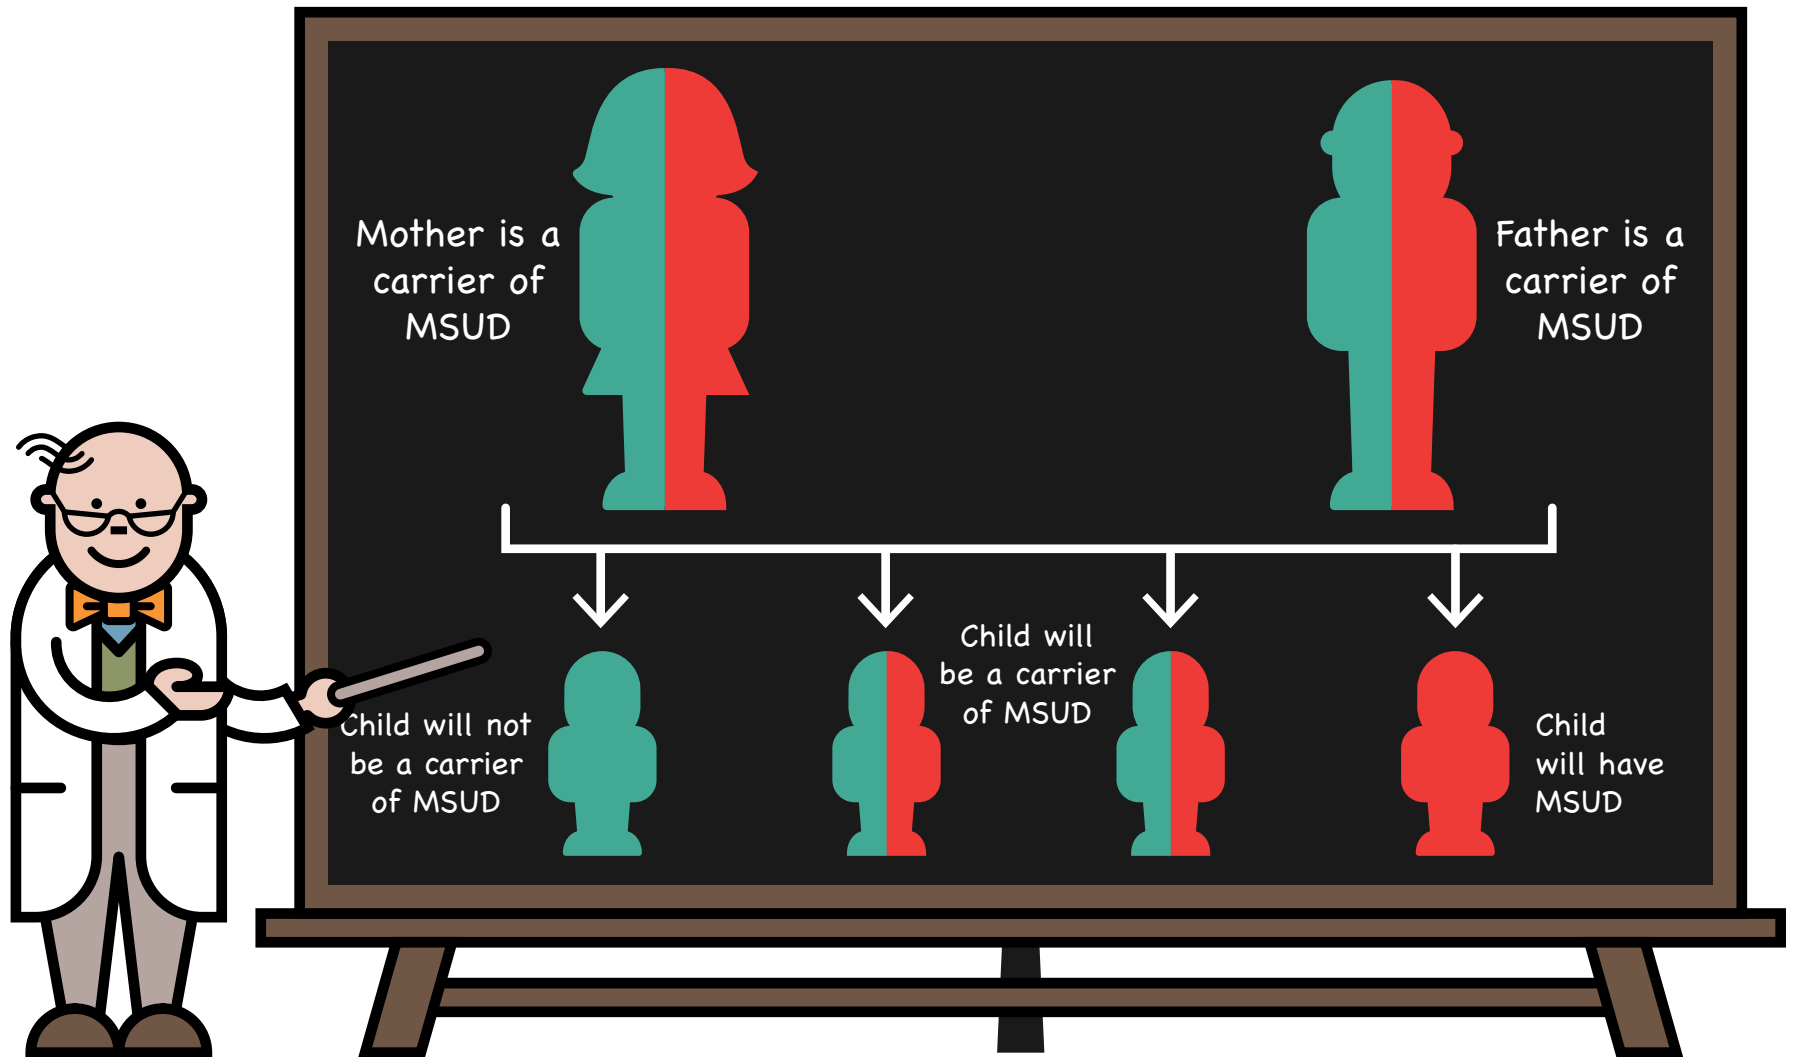 Mother is a
carrier of
MSUD
Father is a
carrier of
MSUD
Child will not
be a carrier
of MSUD
Child will
be a carrier
of MSUD
Child
will have
MSUD